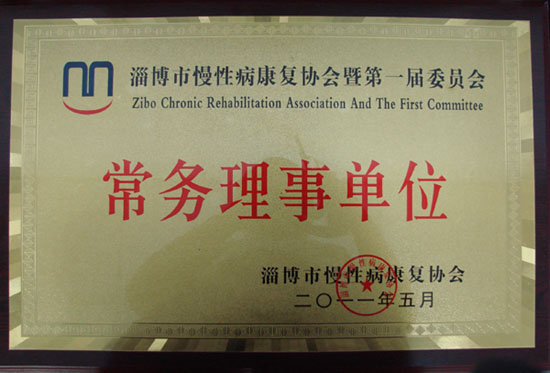 淄博市慢性病康复协会暨第一届委员会
Zibo Chronic Rehabilitation Association And The First Committee
常务理事单位
淄博市慢性病康复协会
二〇一一年五月